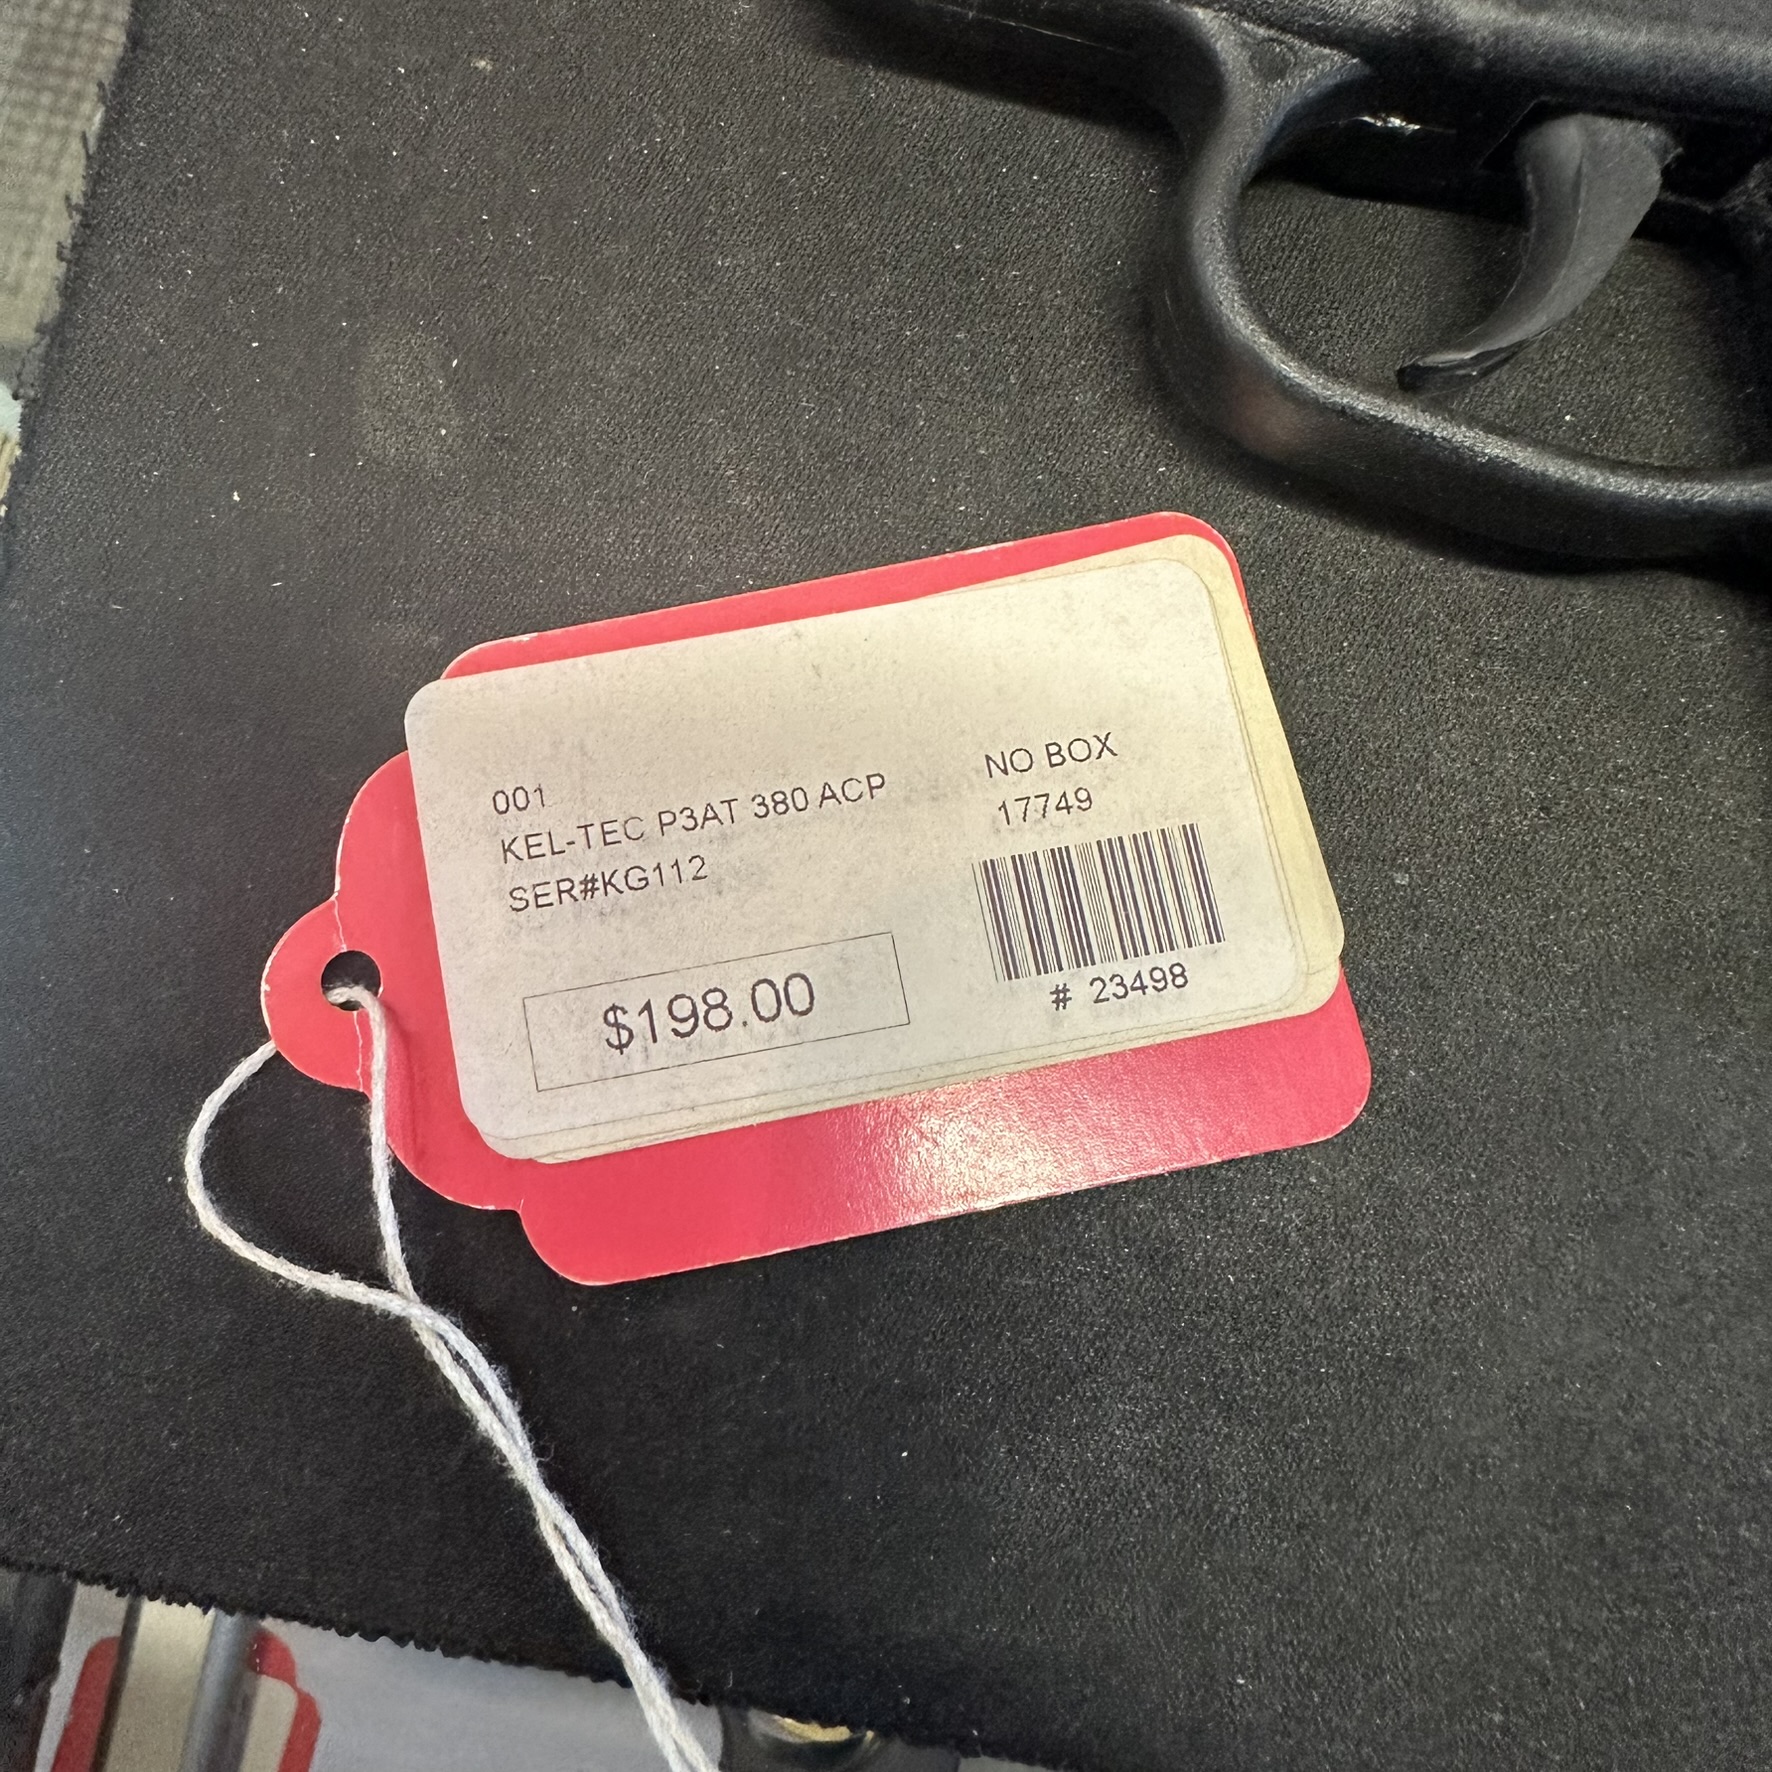 001
KEL-TEC P3AT 380 ACP
SER#KG112
NO BOX
17749
$198.00
# 23498